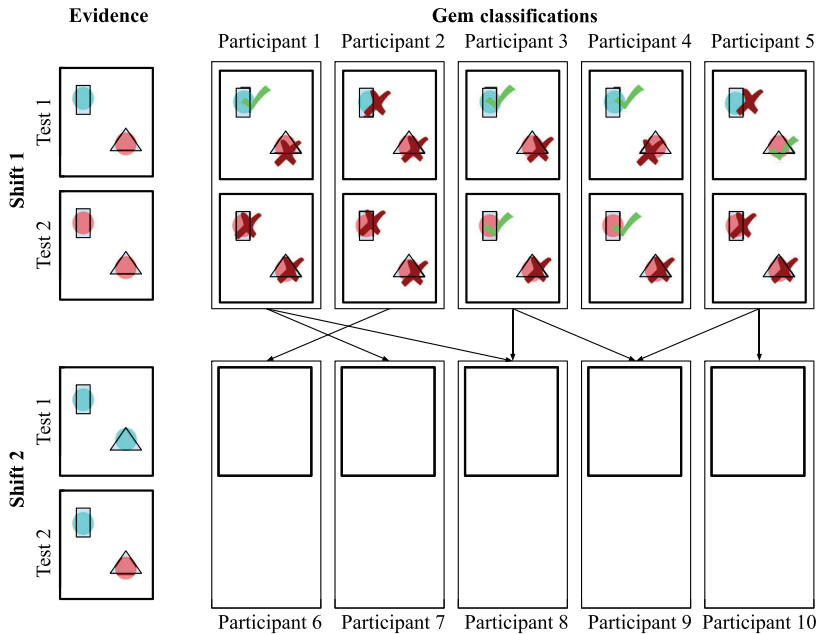 Evidence
Gem classifications
Participant 1 Participant 2 Participant 3 Participant 4 Participant 5
Shift 1
Test 1
Test 2
Shift 2
Test 1
Test 2
Participant 6 Participant 7 Participant 8 Participant 9 Participant 10